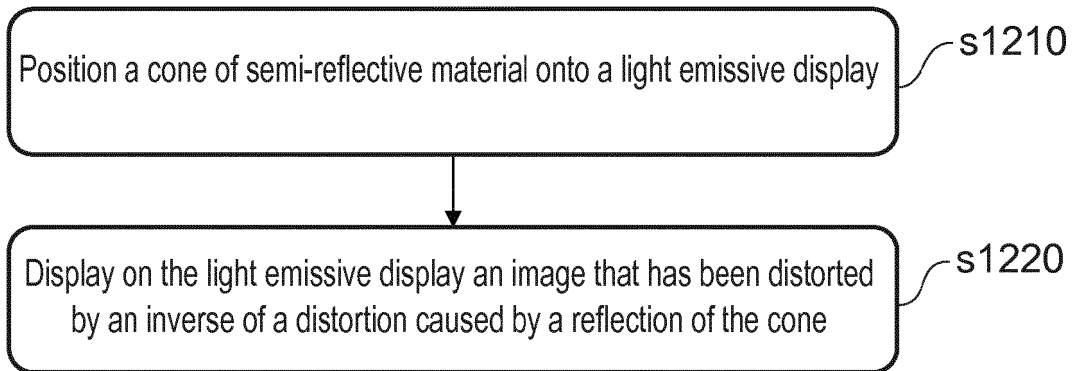 Position a cone of semi-reflective material onto a light emissive display
s1210
Display on the light emissive display an image that has been distorted
by an inverse of a distortion caused by a reflection of the cone
s1220